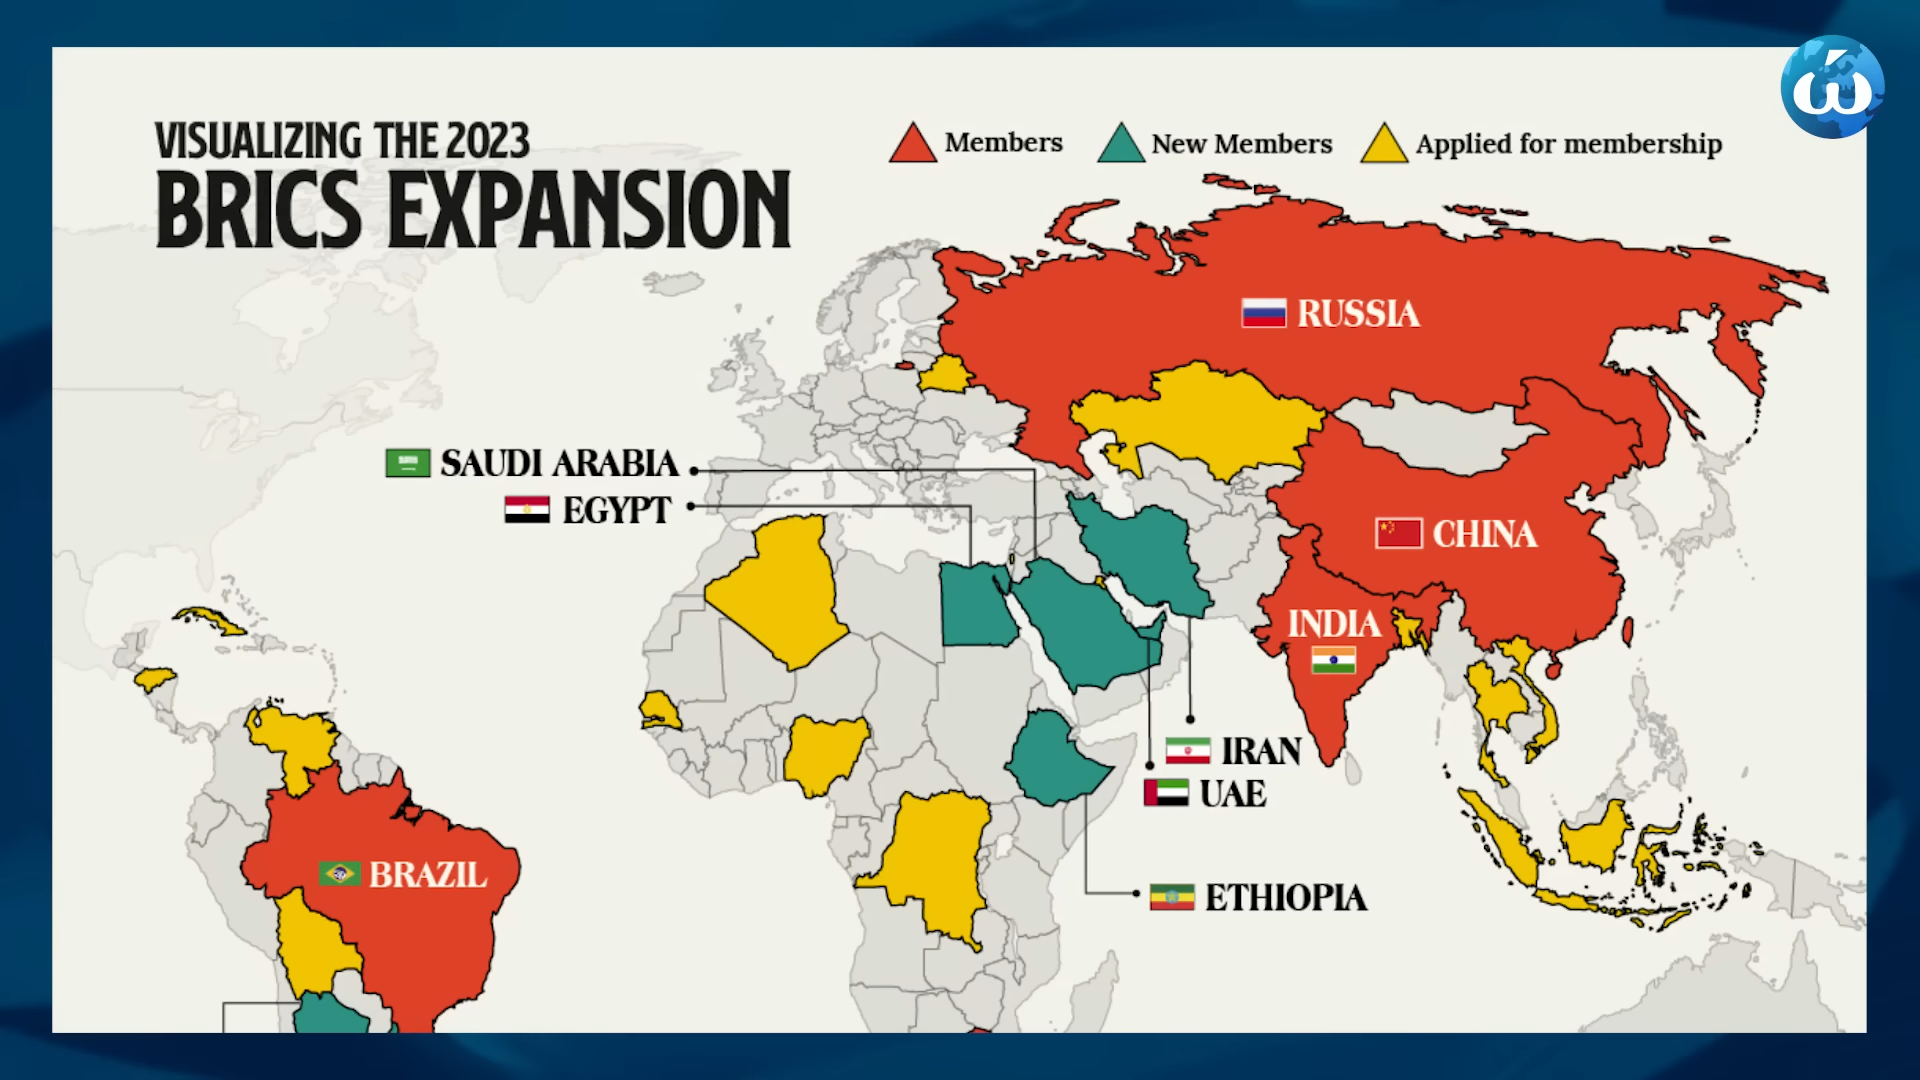 VISUALIZING THE 2023
BRICS EXPANSION
Members
New Members
Applied for membership
RUSSIA
SAUDI ARABIA
EGYPT
CHINA
INDIA
IRAN
UAE
BRAZIL
ETHIOPIA
ώ